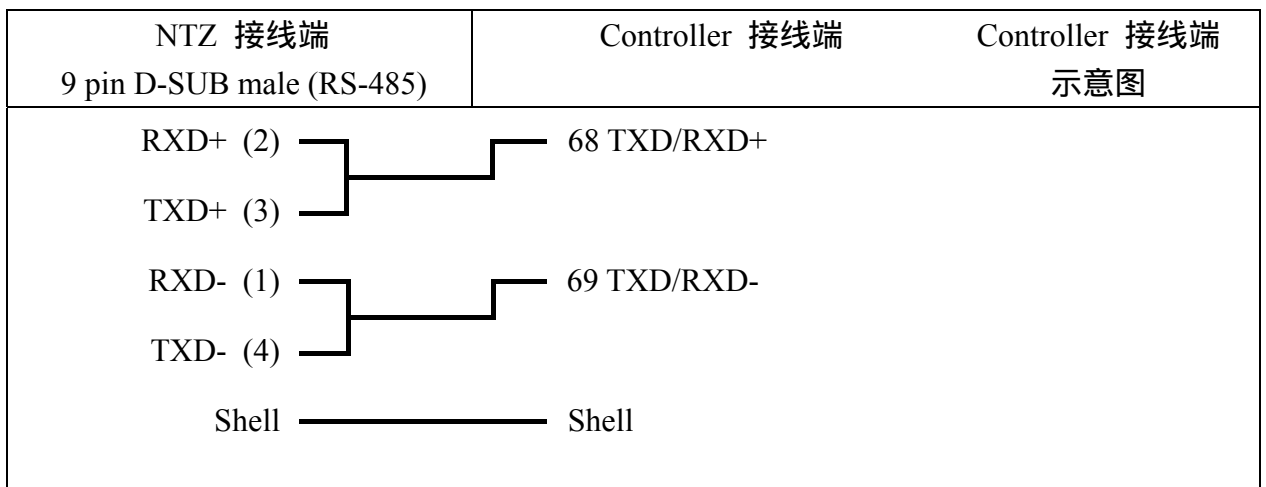 NTZ 接线端 Controller 接线端 Controller 接线端
9 pin D-SUB male (RS-485) 示意图
RXD+ (2) 68 TXD/RXD+
TXD+ (3)
RXD- (1) 69 TXD/RXD-
TXD- (4)
Shell Shell